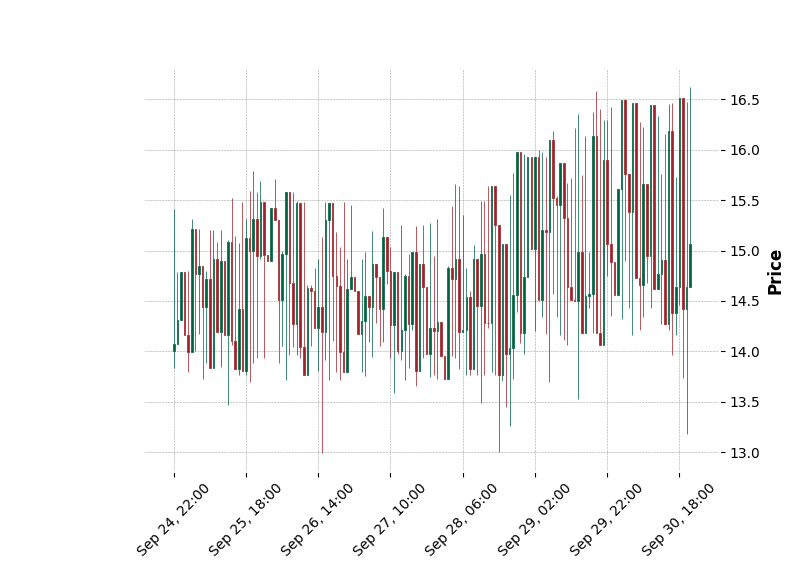 16.5
16.0
15.5
15.0
14.5
14.0
13.5
13.0
Price
Sep 24, 22:00
Sep 25, 18:00
Sep 26, 14:00
Sep 27, 10:00
Sep 28, 06:00
Sep 29, 02:00
Sep 29, 22:00
Sep 30, 18:00